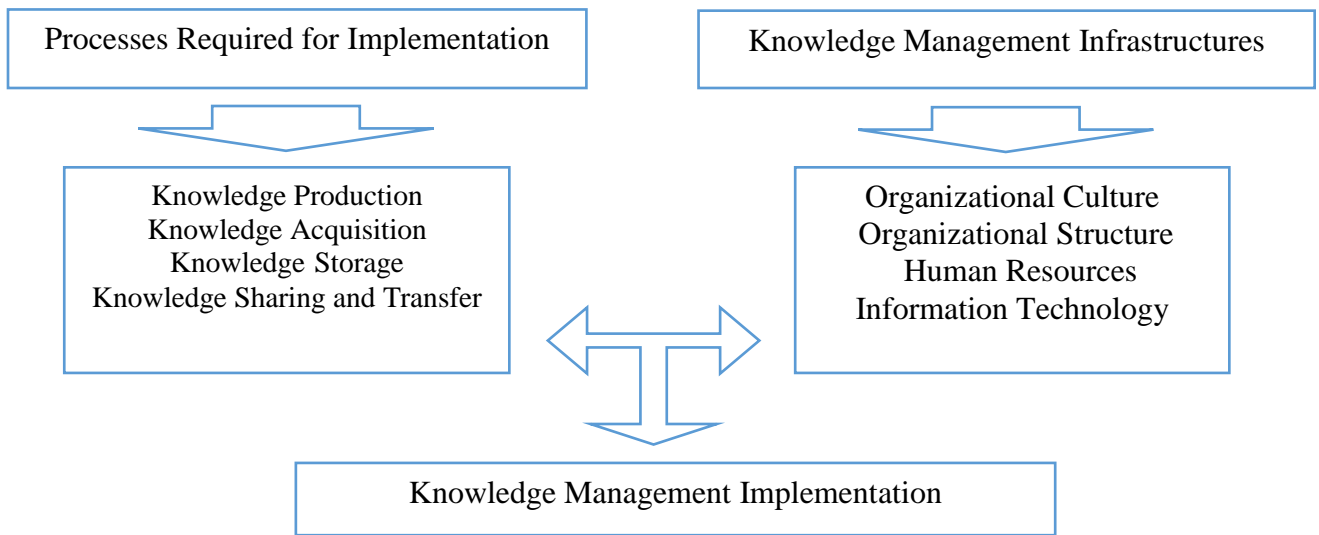 Processes Required for Implementation
Knowledge Management Infrastructures
Knowledge Production
Knowledge Acquisition
Knowledge Storage
Knowledge Sharing and Transfer
Organizational Culture
Organizational Structure
Human Resources
Information Technology
Knowledge Management Implementation